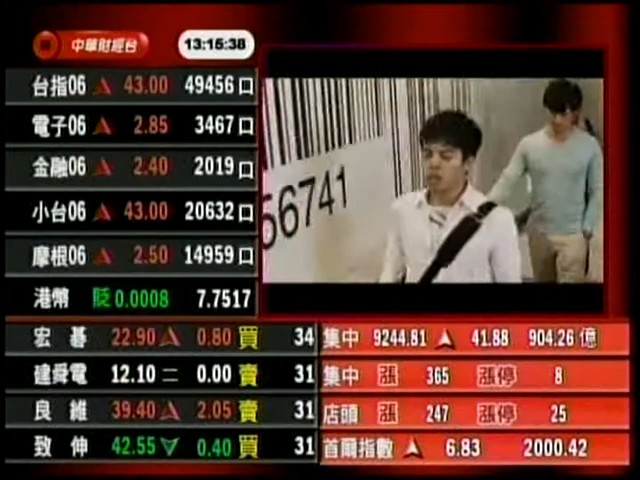 中華財經台 13:15:38
台指06 ▲ 43.00 49456口
電子06 ▲ 2.85 3467口
金融06 ▲ 2.40 2019口
小台06 ▲ 43.00 20632口
摩根06 ▲ 2.50 14959口
港幣 貶0.0008 7.7517
56741
宏碁 22.90▲ 0.80 買 34
建舜電 12.10= 0.00 賣 31
良維 39.40▲ 2.05 賣 31
致伸 42.55▼ 0.40 買 31
集中 9244.81 ▲ 41.88 904.26 億
集中 漲 365 漲停 8
店頭 漲 247 漲停 25
首爾指數 ▲ 6.83 2000.42